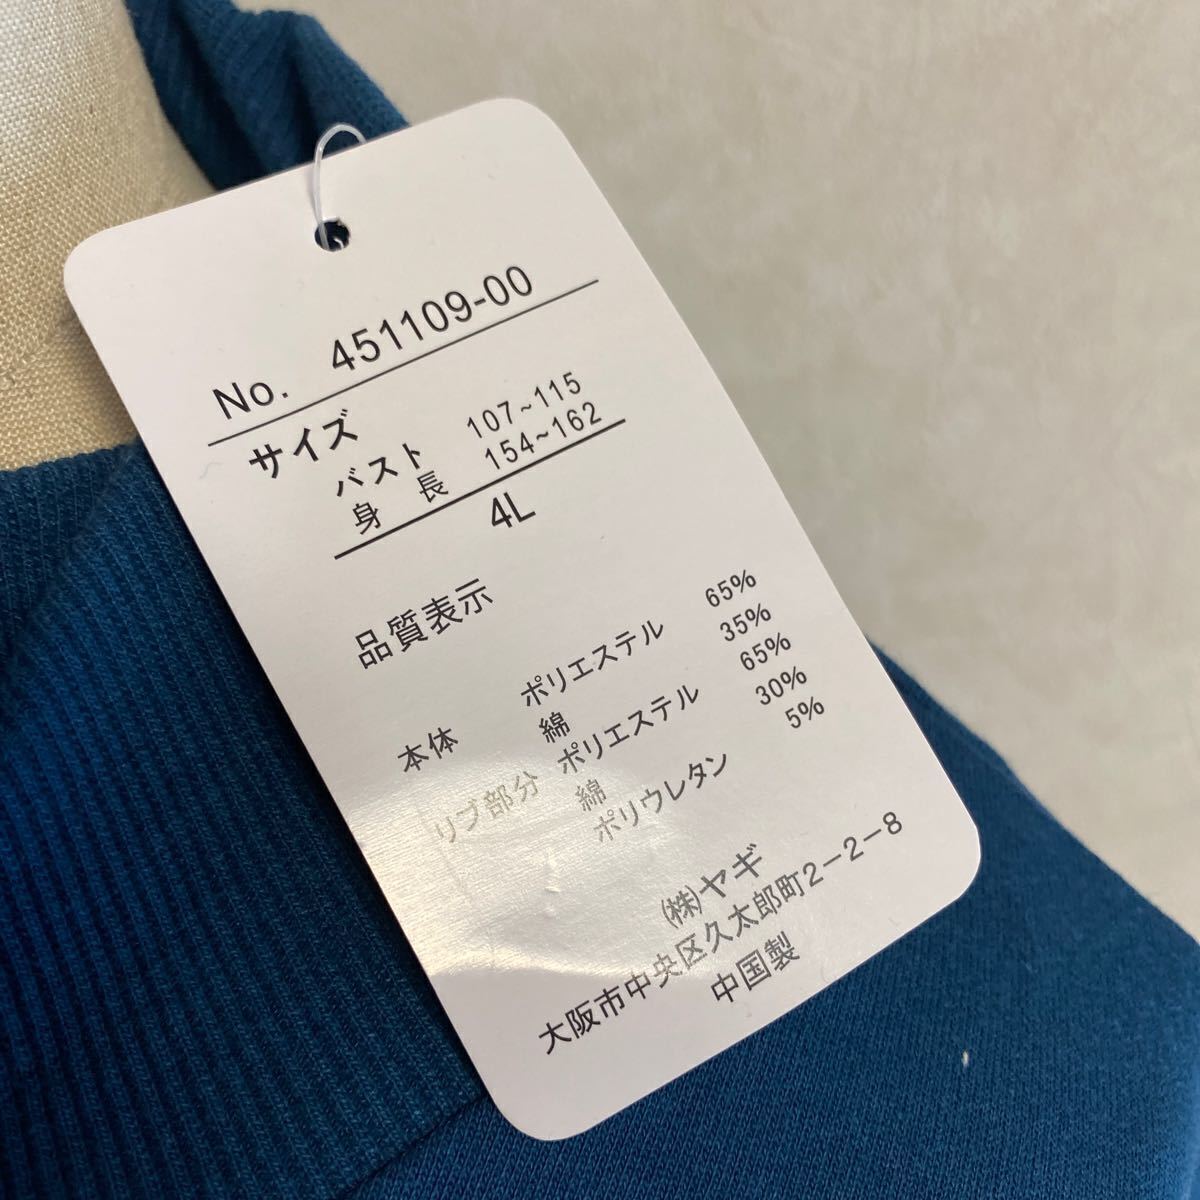 No. 451109-00
サイズ
バスト 107~115
身 長 154~162
4L
品質表示
本体 ポリエステル 65%
綿 35%
リブ部分 ポリエステル 65%
綿 30%
ポリウレタン 5%
㈱ヤギ
大阪市中央区久太郎町2-2-8
中国製